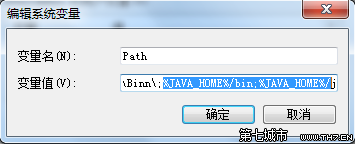 编辑系统变量
变量名(N):
Path
变量值(V):
\Binn\;%JAVA_HOME%/bin;%JAVA_HOME%/j
确定
取消
第七城市
WWW.TH7.CN